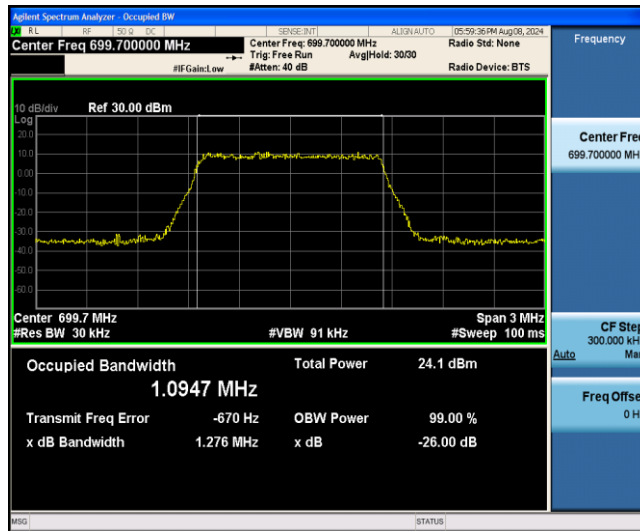 Agilent Spectrum Analyzer - Occupied BW
RL RF 50 Ω DC SENSE:INT ALIGN AUTO 05:59:36 PM Aug 08, 2024
Center Freq 699.700000 MHz Center Freq: 699.700000 MHz Radio Std: None
Trig: Free Run Avg|Hold: 30/30
#IFGain:Low #Atten: 40 dB Radio Device: BTS
Frequency
10 dB/div Ref 30.00 dBm
Log
20.0
10.0
0.00
-10.0
-20.0
-30.0
-40.0
-50.0
-60.0
Center 699.7 MHz Span 3 MHz
#Res BW 30 kHz #VBW 91 kHz #Sweep 100 ms
Occupied Bandwidth Total Power 24.1 dBm
1.0947 MHz
Transmit Freq Error -670 Hz OBW Power 99.00 %
x dB Bandwidth 1.276 MHz x dB -26.00 dB
Center Freq
699.700000 MH
CF Step
300.000 kH
Auto Ma
Freq Offse
0 H
MSG STATUS